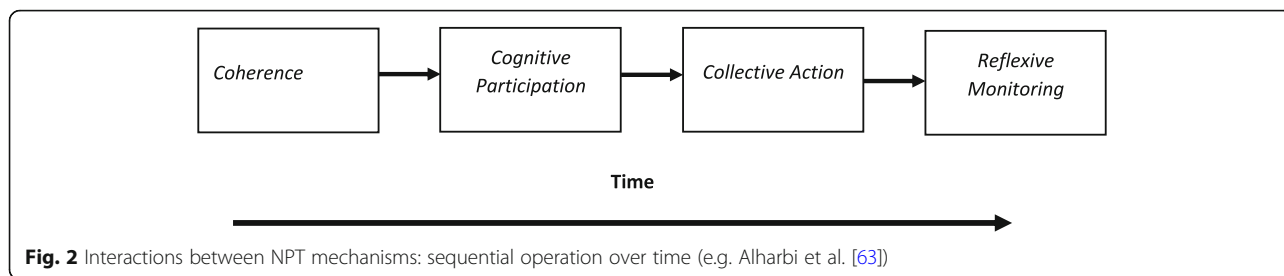 Coherence
Cognitive
Participation
Collective Action
Reflexive
Monitoring
Time
Fig. 2 Interactions between NPT mechanisms: sequential operation over time (e.g. Alharbi et al. [63])